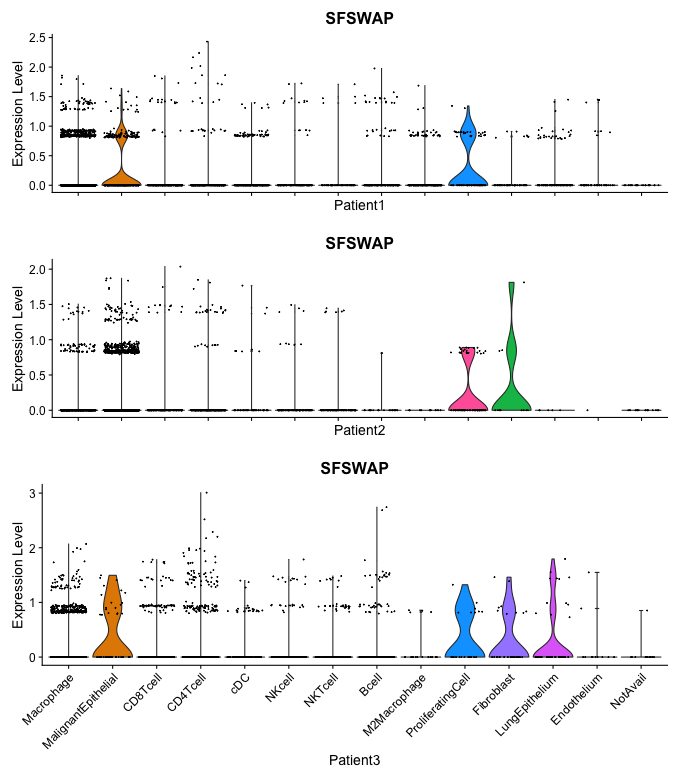 SFSWAP
Expression Level
2.5
2.0
1.5
1.0
0.5
0.0
Patient1
SFSWAP
Expression Level
2.0
1.5
1.0
0.5
0.0
Patient2
SFSWAP
Expression Level
3
2
1
0
Macrophage
MalignantEpithelial
CD8Tcell
CD4Tcell
cDC
NKcell
NKTcell
Bcell
M2Macrophage
ProliferatingCell
Fibroblast
LungEpithelium
Endothelium
NotAvail
Patient3